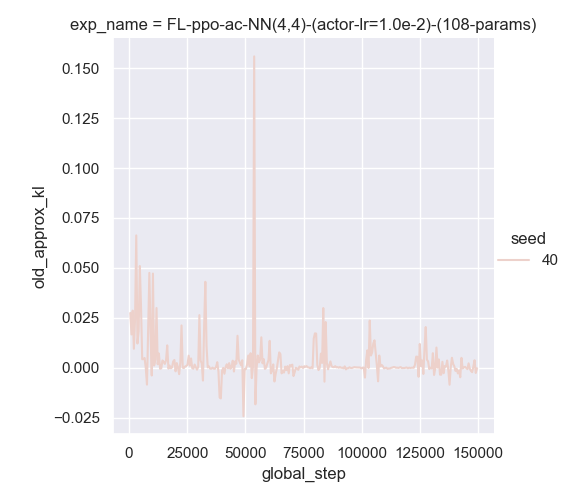 exp_name = FL-ppo-ac-NN(4,4)-(actor-lr=1.0e-2)-(108-params)
0.150
0.125
0.100
0.075
0.050
0.025
0.000
−0.025
old_approx_kl
seed
40
0 25000 50000 75000 100000 125000 150000
global_step